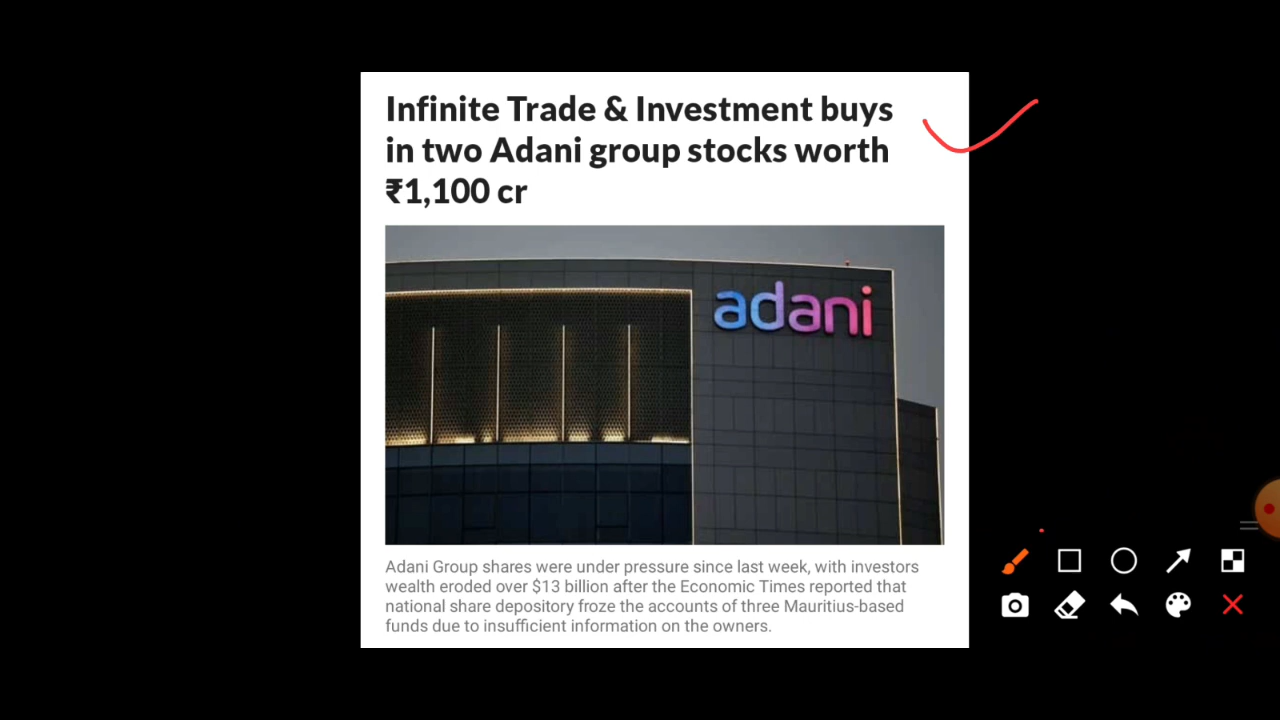 Infinite Trade & Investment buys
in two Adani group stocks worth
₹1,100 cr
adani
Adani Group shares were under pressure since last week, with investors
wealth eroded over $13 billion after the Economic Times reported that
national share depository froze the accounts of three Mauritius-based
funds due to insufficient information on the owners.